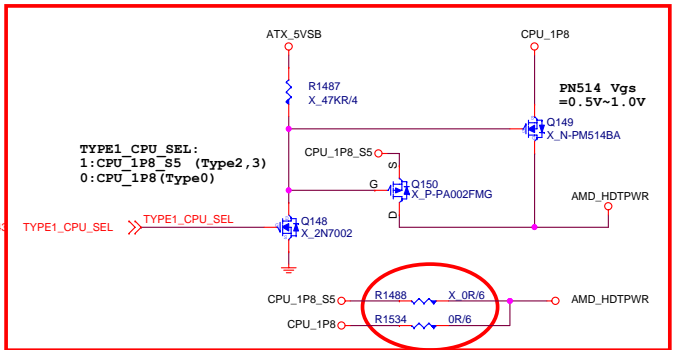 ATX_5VSB
CPU_1P8
R1487
X_47KR/4
PN514 Vgs
=0.5V~1.0V
Q149
X_N-PM514BA
TYPE1_CPU_SEL:
1:CPU_1P8_S5 (Type2,3)
0:CPU_1P8(Type0)
CPU_1P8_S5
S
G
Q150
X_P-PA002FMG
D
AMD_HDTPWR
TYPE1_CPU_SEL
TYPE1_CPU_SEL
Q148
X_2N7002
CPU_1P8_S5
R1488
X_0R/6
AMD_HDTPWR
CPU_1P8
R1534
0R/6